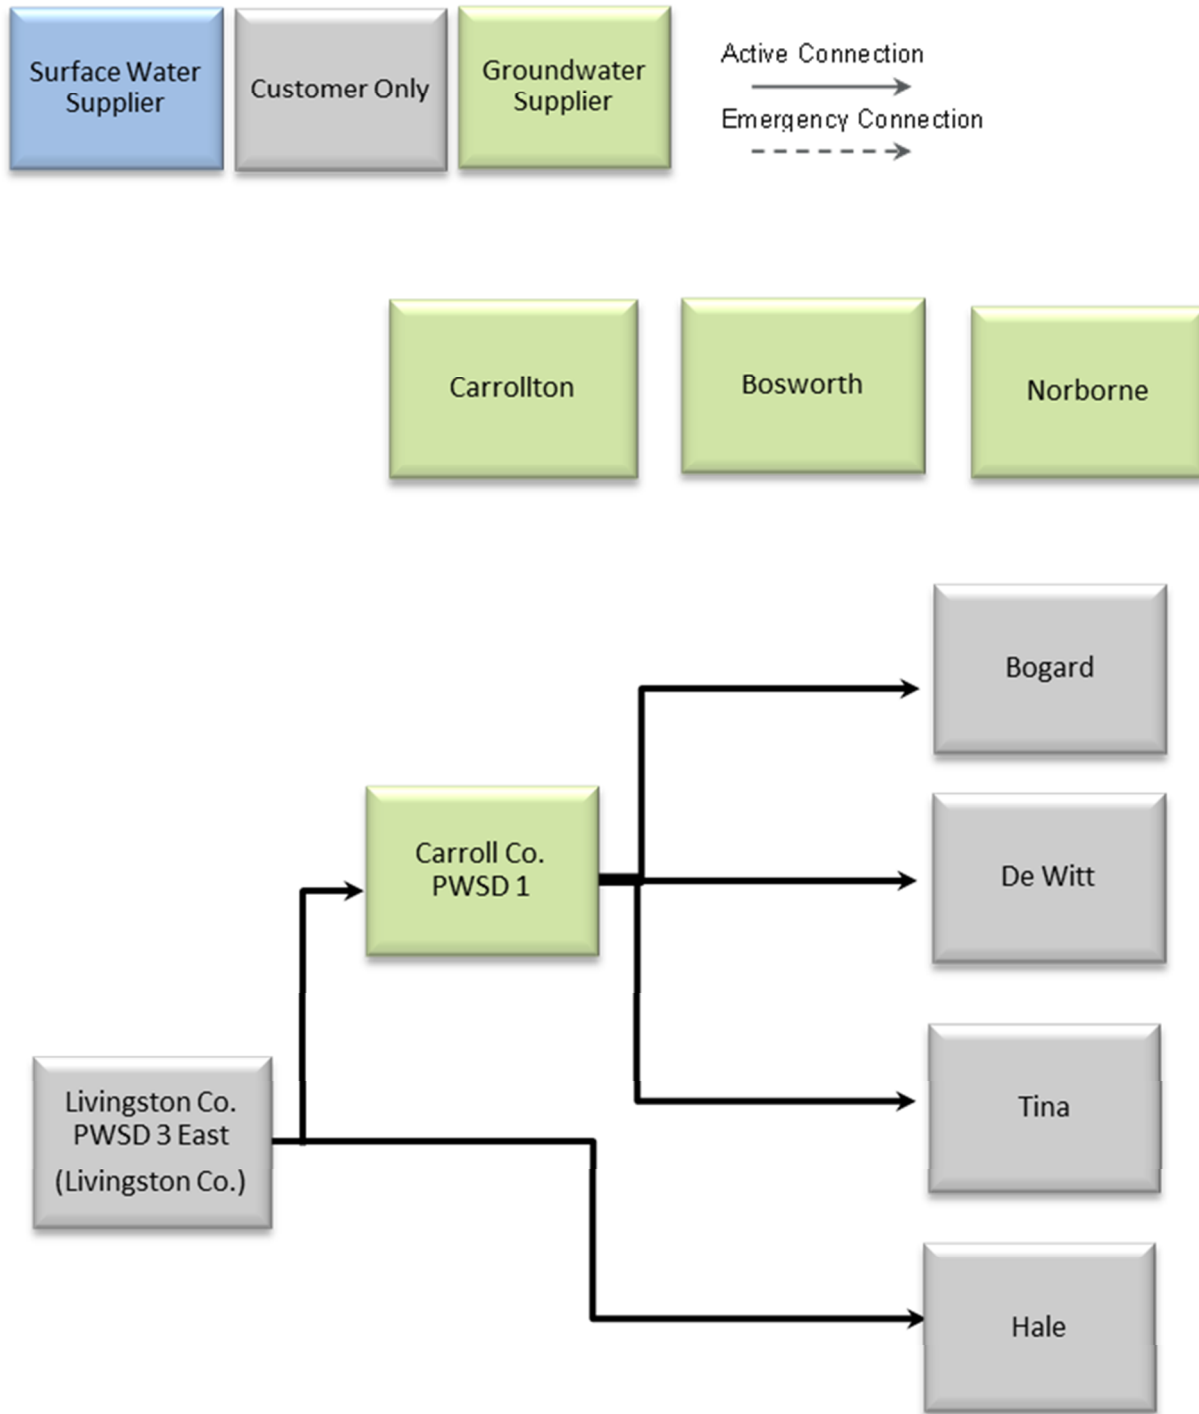 Surface Water
Supplier
Customer Only
Groundwater
Supplier
Active Connection
Emergency Connection
Carrollton
Bosworth
Norborne
Bogard
Carroll Co.
PWSD 1
De Witt
Livingston Co.
PWSD 3 East
(Livingston Co.)
Tina
Hale